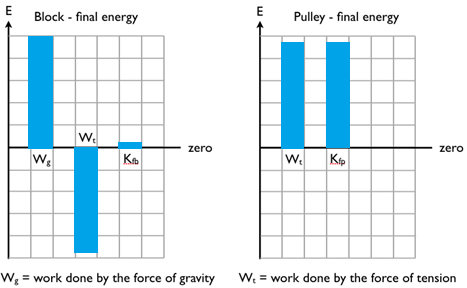 E
Block - final energy
Wt
zero
Wg
Kfb
E
Pulley - final energy
zero
Wt
Kfp
Wg = work done by the force of gravity
Wt = work done by the force of tension